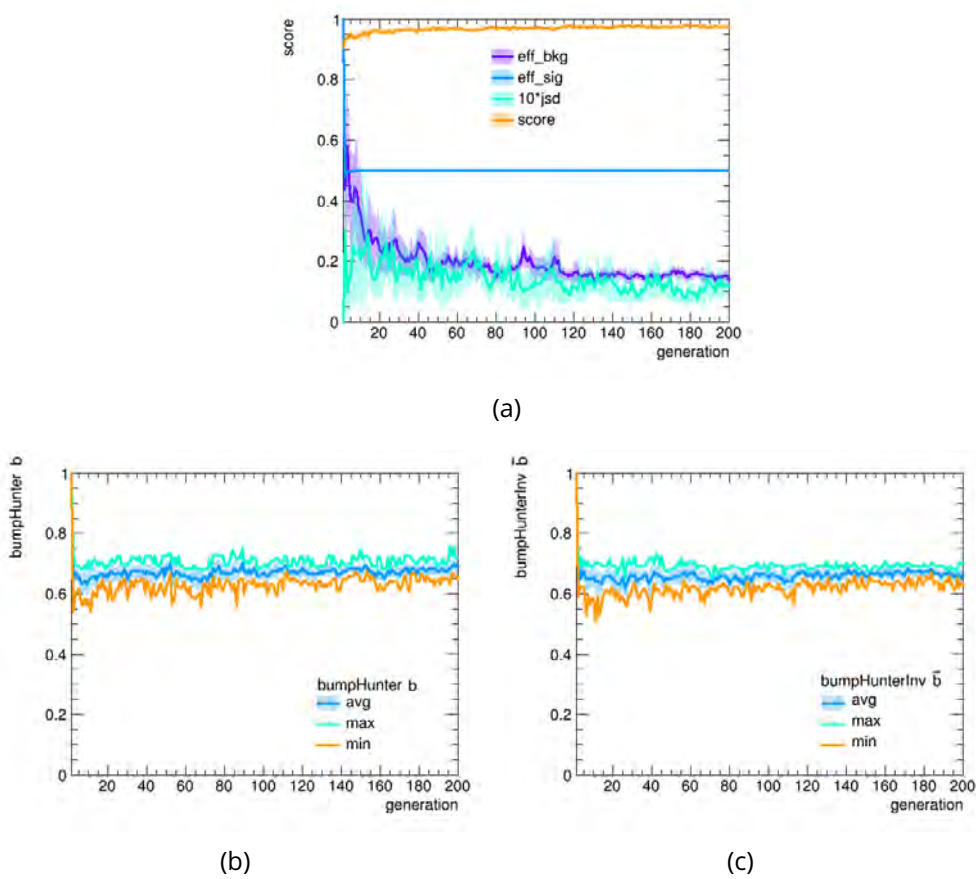 score
1
0.8
0.6
0.4
0.2
0
eff_bkg
eff_sig
10*jsd
score
20 40 60 80 100 120 140 160 180 200
generation
(a)
bumpHunter b
1
0.8
0.6
0.4
0.2
0
bumpHunter b
avg
max
min
20 40 60 80 100 120 140 160 180 200
generation
(b)
bumpHunterInv b̄
1
0.8
0.6
0.4
0.2
0
bumpHunterInv b̄
avg
max
min
20 40 60 80 100 120 140 160 180 200
generation
(c)